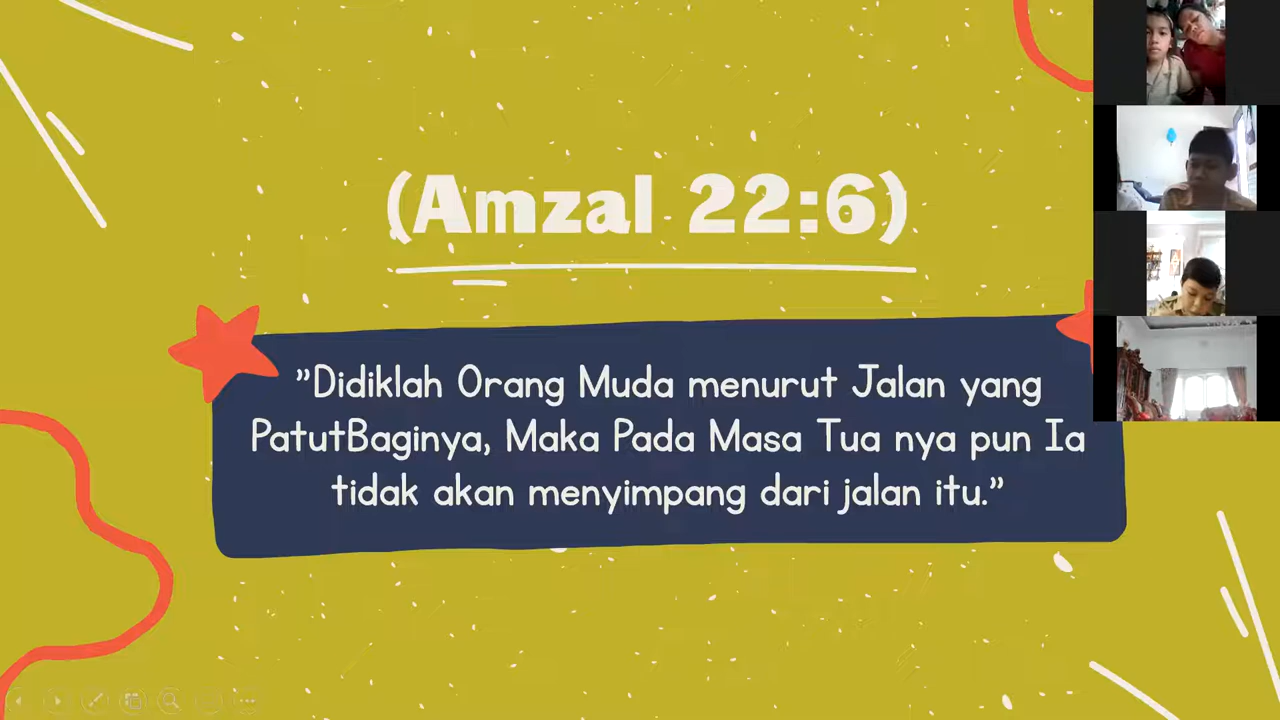 (Amzal 22:6)
"Didiklah Orang Muda menurut Jalan yang
PatutBaginya, Maka Pada Masa Tua nya pun Ia
tidak akan menyimpang dari jalan itu."